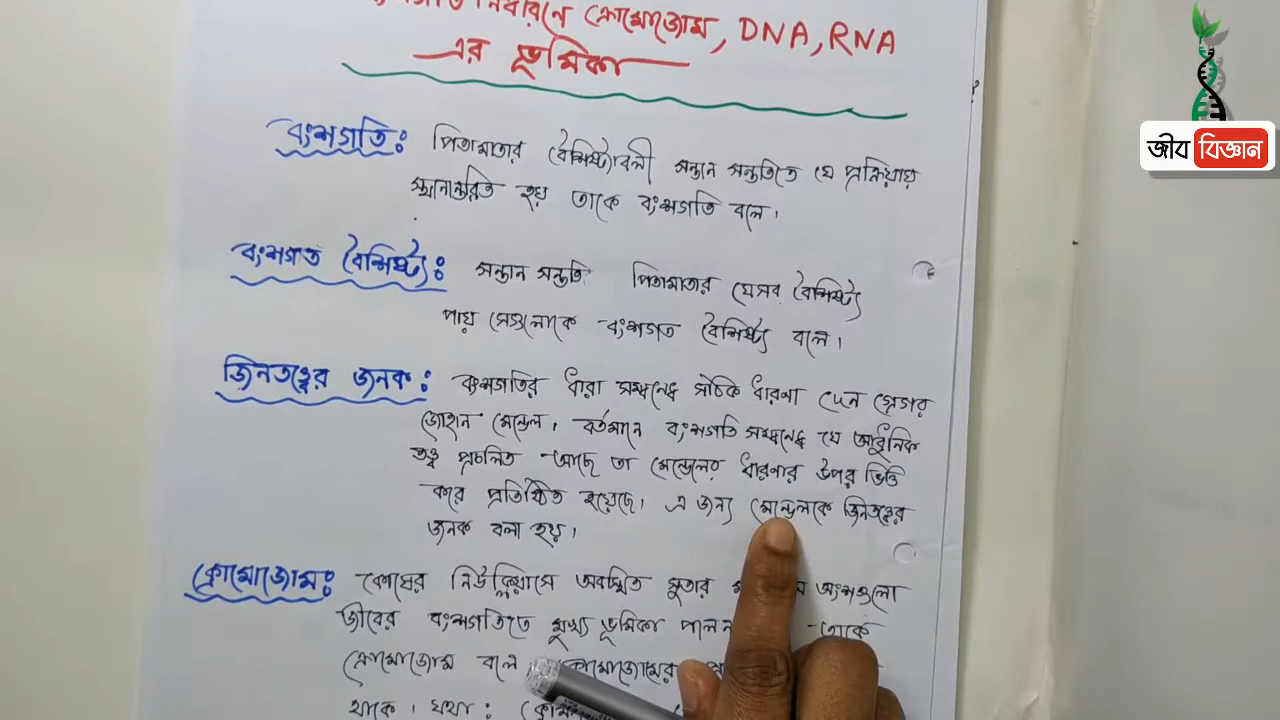 নির্ধারণে ক্রোমোজোম, DNA, RNA
এর ভূমিকা
বংশগতি: পিতামাতার বৈশিষ্ট্যাবলী সন্তান সন্ততিতে যে প্রক্রিয়ায়
স্থানান্তরিত হয় তাকে বংশগতি বলে।
বংশগত বৈশিষ্ট্য: সন্তান সন্ততি পিতামাতার যেসব বৈশিষ্ট্য
পায় সেগুলোকে বংশগত বৈশিষ্ট্য বলে।
জিনতত্ত্বের জনক: বংশগতির ধারা সম্বন্ধে সঠিক ধারণা দেন গ্রেগর
জোহান মেন্ডেল। বর্তমানে বংশগতি সম্বন্ধে যে আধুনিক
তত্ত্ব প্রচলিত আছে তা মেন্ডেলের ধারণার উপর ভিত্তি
করে প্রতিষ্ঠিত হয়েছে। এ জন্য মেন্ডেলকে জিনতত্ত্বের
জনক বলা হয়।
ক্রোমোজোম: কোষের নিউক্লিয়াসে অবস্থিত সুতার অংশগুলো
জীবের বংশগতিতে মুখ্য ভূমিকা পালন তাকে
ক্রোমোজোম বলে ক্রোমোজোমের
থাকে। যথা:
জীব বিজ্ঞান